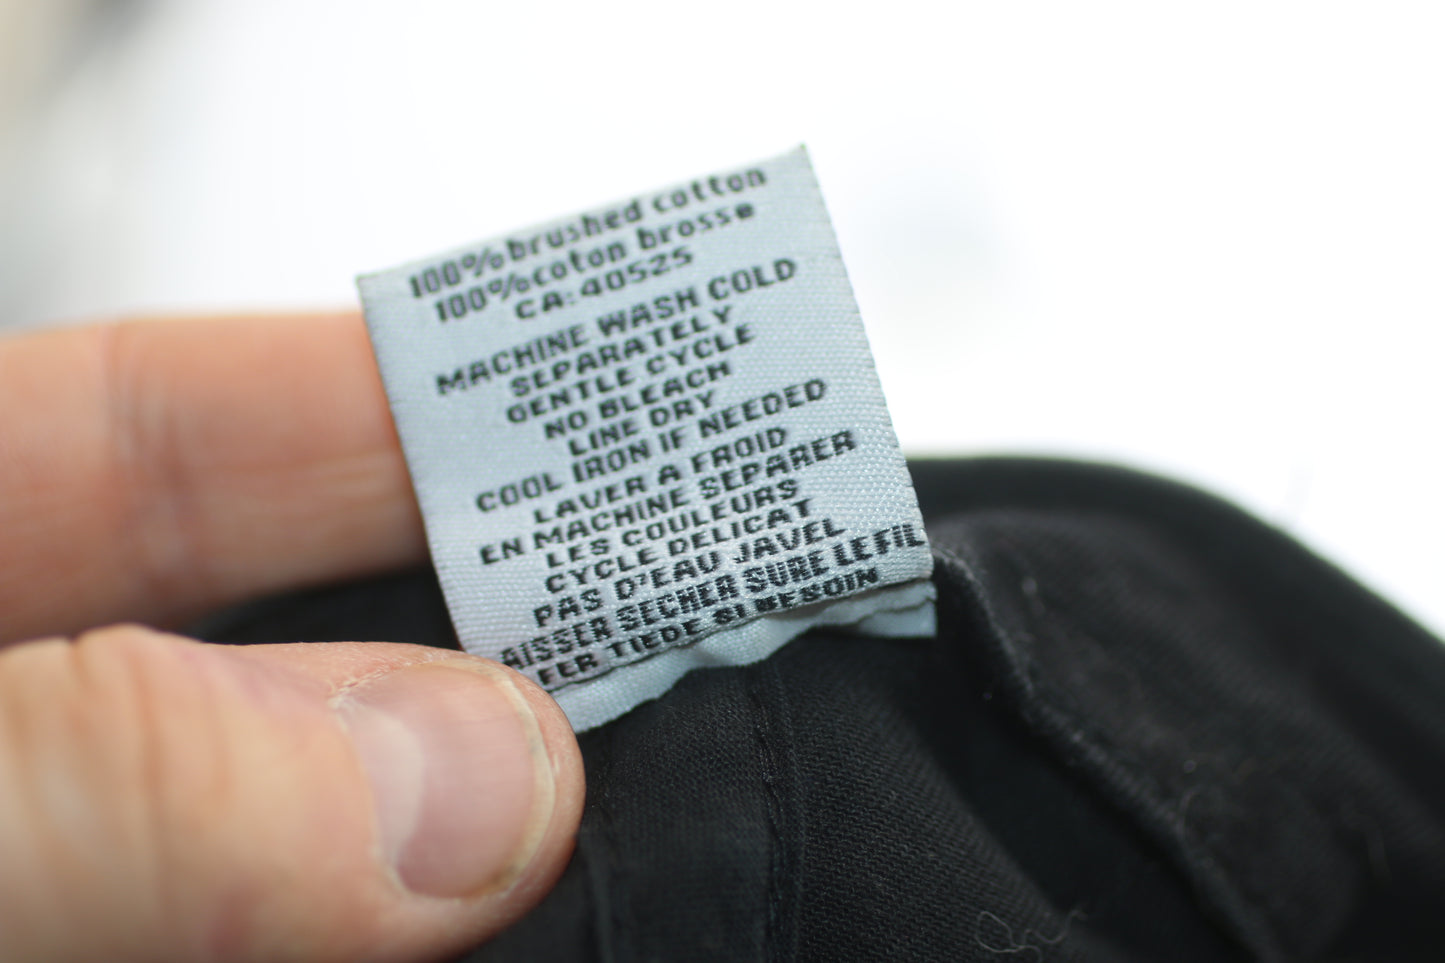 100% brushed cotton
100% coton brosse
CA: 40525
MACHINE WASH COLD
SEPARATELY
GENTLE CYCLE
NO BLEACH
LINE DRY
COOL IRON IF NEEDED
LAVER A FROID
EN MACHINE SEPARER
LES COULEURS
CYCLE DELICAT
PAS D'EAU JAVEL
AISSER SECHER SURE LE FIL
FER TIEDE SI BESOIN